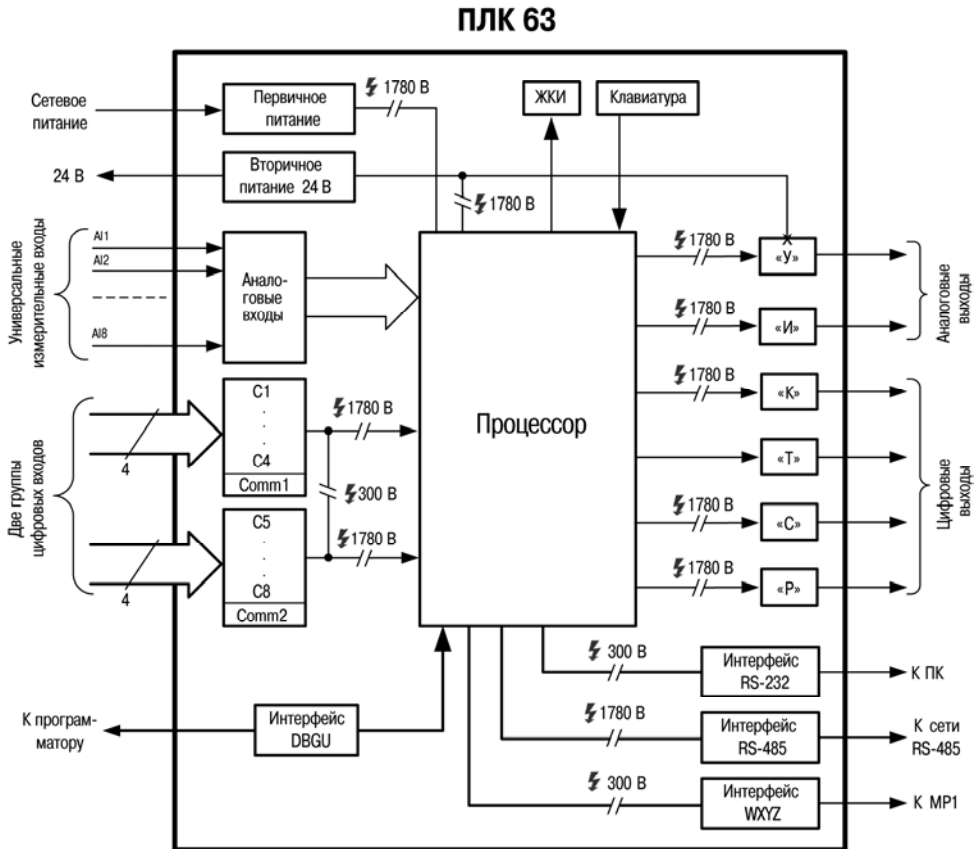 ПЛК 63
Сетевое
питание
Первичное
питание
1780 В
ЖКИ
Клавиатура
24 В
Вторичное
питание 24 В
1780 В
Универсальные
измерительные входы
AI1
AI2
AI8
Анало-
говые
входы
Процессор
1780 В
«У»
1780 В
«И»
Аналоговые
выходы
Две группы
цифровых входов
4
C1
C4
Comm1
1780 В
300 В
4
C5
C8
Comm2
1780 В
1780 В
«К»
«Т»
1780 В
«С»
1780 В
«Р»
Цифровые
выходы
К програм-
матору
Интерфейс
DBGU
300 В
Интерфейс
RS-232
К ПК
1780 В
Интерфейс
RS-485
К сети
RS-485
300 В
Интерфейс
WXYZ
К МР1